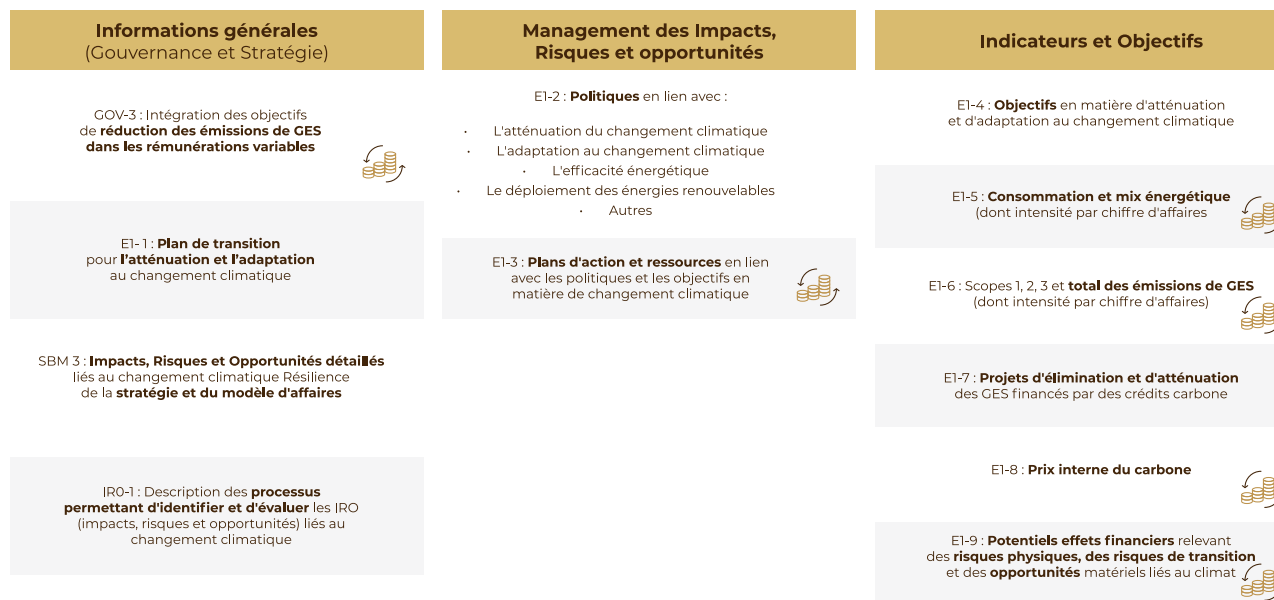 Informations générales
(Gouvernance et Stratégie)
GOV-3 : Intégration des objectifs
de réduction des émissions de GES
dans les rémunérations variables
E1- 1 : Plan de transition
pour l'atténuation et l'adaptation
au changement climatique
SBM 3 : Impacts, Risques et Opportunités détaillés
liés au changement climatique Résilience
de la stratégie et du modèle d'affaires
IR0-1 : Description des processus
permettant d'identifier et d'évaluer les IRO
(impacts, risques et opportunités) liés au
changement climatique
Management des Impacts,
Risques et opportunités
E1-2 : Politiques en lien avec :
· L'atténuation du changement climatique
· L'adaptation au changement climatique
· L'efficacité énergétique
· Le déploiement des énergies renouvelables
· Autres
E1-3 : Plans d'action et ressources en lien
avec les politiques et les objectifs en
matière de changement climatique
Indicateurs et Objectifs
E1-4 : Objectifs en matière d'atténuation
et d'adaptation au changement climatique
E1-5 : Consommation et mix énergétique
(dont intensité par chiffre d'affaires
E1-6 : Scopes 1, 2, 3 et total des émissions de GES
(dont intensité par chiffre d'affaires)
E1-7 : Projets d'élimination et d'atténuation
des GES financés par des crédits carbone
E1-8 : Prix interne du carbone
E1-9 : Potentiels effets financiers relevant
des risques physiques, des risques de transition
et des opportunités matériels liés au climat